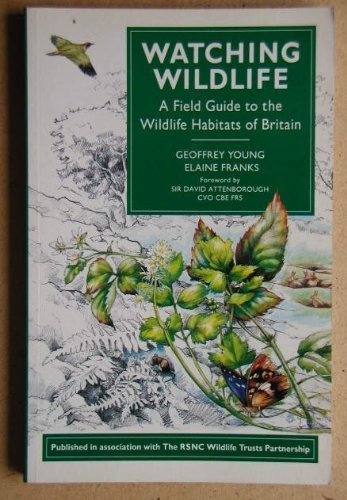 WATCHING
WILDLIFE
A Field Guide to the
Wildlife Habitats of Britain
GEOFFREY YOUNG
ELAINE FRANKS
Foreword by
SIR DAVID ATTENBOROUGH
CVO CBE FRS
Published in association with The RSNC Wildlife Trusts Partnership